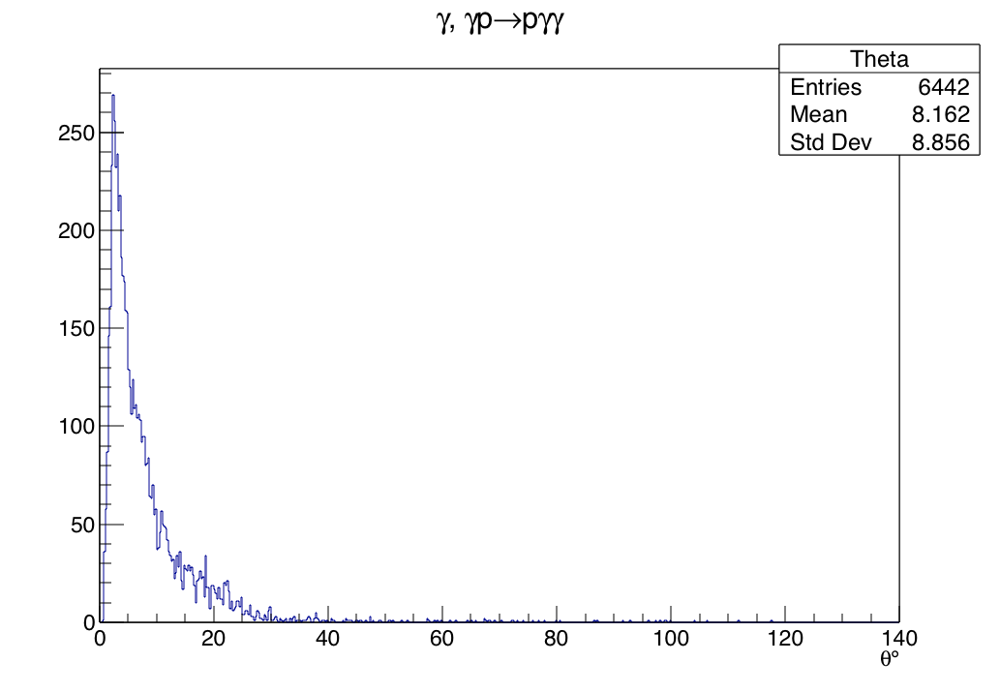 γ, γp→pγγ
Theta
Entries 6442
Mean 8.162
Std Dev 8.856
250
200
150
100
50
0
0 20 40 60 80 100 120 140
θ°